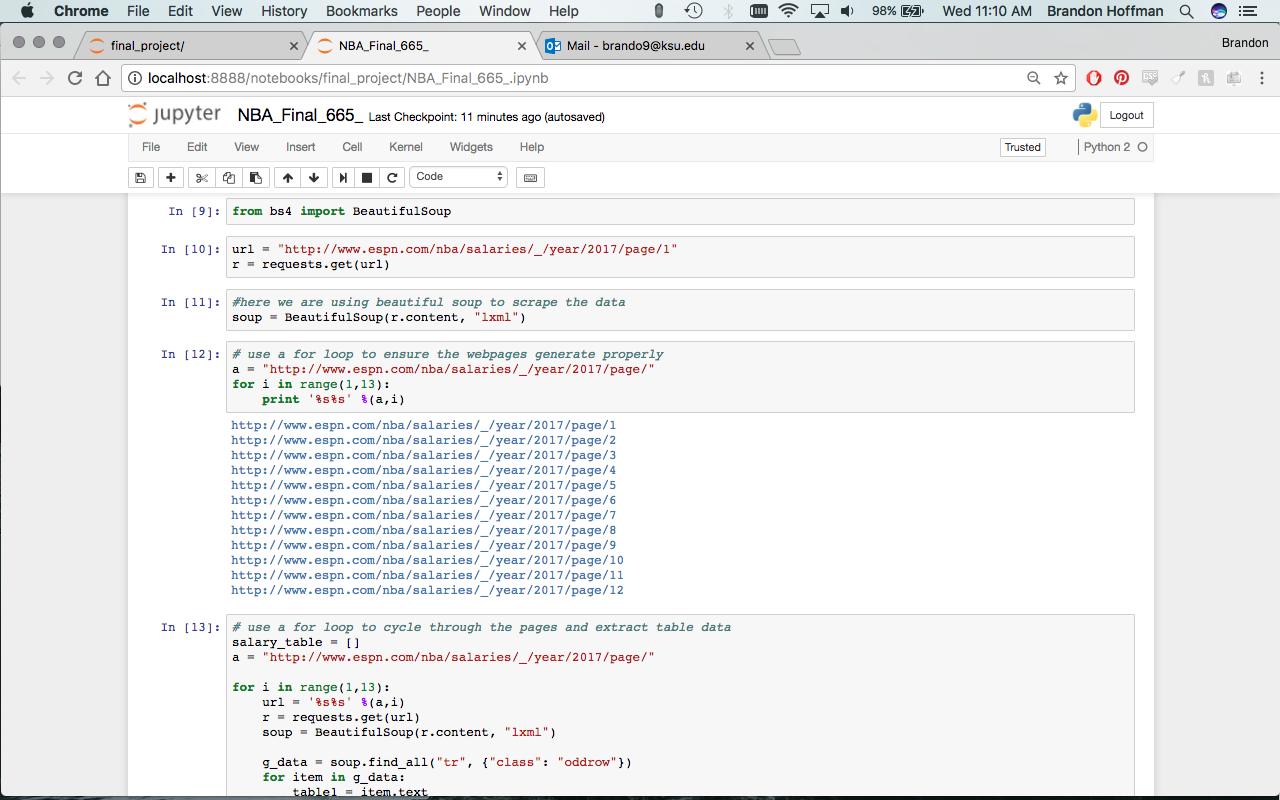 Chrome File Edit View History Bookmarks People Window Help 98% Wed 11:10 AM Brandon Hoffman
final_project/ NBA_Final_665_ Mail - brando9@ksu.edu Brandon
localhost:8888/notebooks/final_project/NBA_Final_665_.ipynb
jupyter NBA_Final_665_ Last Checkpoint: 11 minutes ago (autosaved) Logout
File Edit View Insert Cell Kernel Widgets Help Trusted Python 2
Code
In [9]: from bs4 import BeautifulSoup
In [10]: url = "http://www.espn.com/nba/salaries/_/year/2017/page/1"
r = requests.get(url)
In [11]: #here we are using beautiful soup to scrape the data
soup = BeautifulSoup(r.content, "lxml")
In [12]: # use a for loop to ensure the webpages generate properly
a = "http://www.espn.com/nba/salaries/_/year/2017/page/"
for i in range(1,13):
    print '%s%s' %(a,i)
http://www.espn.com/nba/salaries/_/year/2017/page/1
http://www.espn.com/nba/salaries/_/year/2017/page/2
http://www.espn.com/nba/salaries/_/year/2017/page/3
http://www.espn.com/nba/salaries/_/year/2017/page/4
http://www.espn.com/nba/salaries/_/year/2017/page/5
http://www.espn.com/nba/salaries/_/year/2017/page/6
http://www.espn.com/nba/salaries/_/year/2017/page/7
http://www.espn.com/nba/salaries/_/year/2017/page/8
http://www.espn.com/nba/salaries/_/year/2017/page/9
http://www.espn.com/nba/salaries/_/year/2017/page/10
http://www.espn.com/nba/salaries/_/year/2017/page/11
http://www.espn.com/nba/salaries/_/year/2017/page/12
In [13]: # use a for loop to cycle through the pages and extract table data
salary_table = []
a = "http://www.espn.com/nba/salaries/_/year/2017/page/"
for i in range(1,13):
    url = '%s%s' %(a,i)
    r = requests.get(url)
    soup = BeautifulSoup(r.content, "lxml")
    g_data = soup.find_all("tr", {"class": "oddrow"})
    for item in g_data:
        table1 = item.text